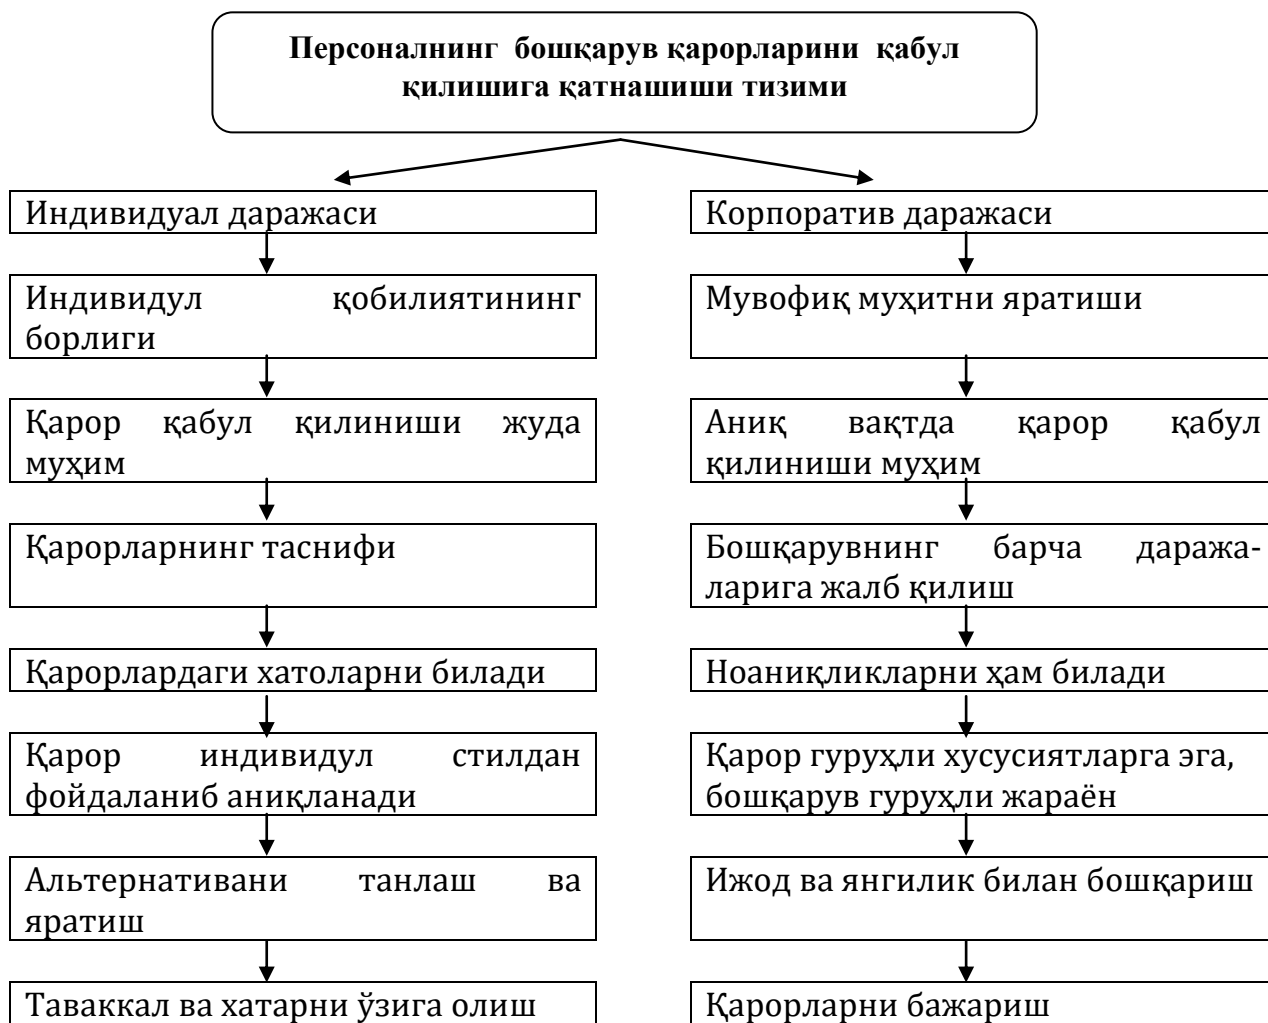 Персоналнинг бошқарув қарорларини қабул
қилишига қатнашиши тизими
Индивидуал даражаси
Индивидул қобилиятининг
борлиги
Қарор қабул қилиниши жуда
муҳим
Қарорларнинг таснифи
Қарорлардаги хатоларни билади
Қарор индивидул стилдан
фойдаланиб аниқланади
Альтернативани танлаш ва
яратиш
Таваккал ва хатарни ўзига олиш
Корпоратив даражаси
Мувофиқ муҳитни яратиши
Аниқ вақтда қарор қабул
қилиниши муҳим
Бошқарувнинг барча даража-
ларига жалб қилиш
Ноаниқликларни ҳам билади
Қарор гуруҳли хусусиятларга эга,
бошқарув гуруҳли жараён
Ижод ва янгилик билан бошқариш
Қарорларни бажариш